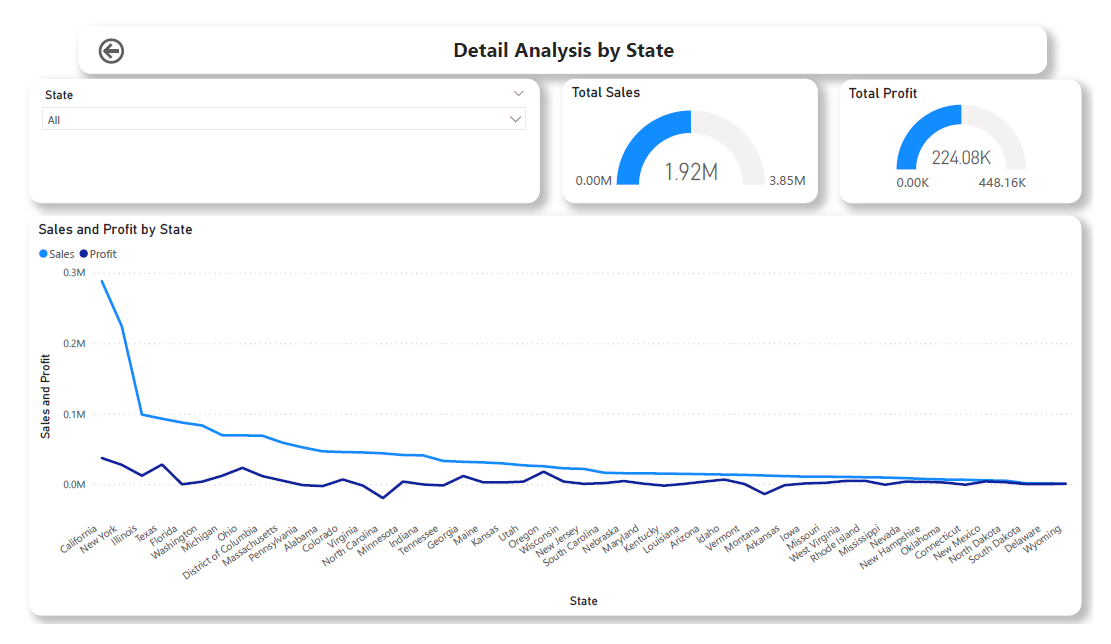 Detail Analysis by State
State
All
Total Sales
1.92M
0.00M
3.85M
Total Profit
224.08K
0.00K
448.16K
Sales and Profit by State
Sales
Profit
0.3M
0.2M
0.1M
0.0M
Sales and Profit
California
New York
Illinois
Texas
Florida
Washington
Michigan
Ohio
District of Columbia
Massachusetts
Pennsylvania
Alabama
Colorado
Virginia
North Carolina
Minnesota
Indiana
Tennessee
Georgia
Maine
Kansas
Utah
Oregon
Wisconsin
New Jersey
South Carolina
Nebraska
Maryland
Kentucky
Louisiana
Arizona
Idaho
Vermont
Montana
Arkansas
Iowa
Missouri
West Virginia
Rhode Island
Mississippi
Nevada
New Hampshire
Oklahoma
Connecticut
New Mexico
North Dakota
South Dakota
Delaware
Wyoming
State